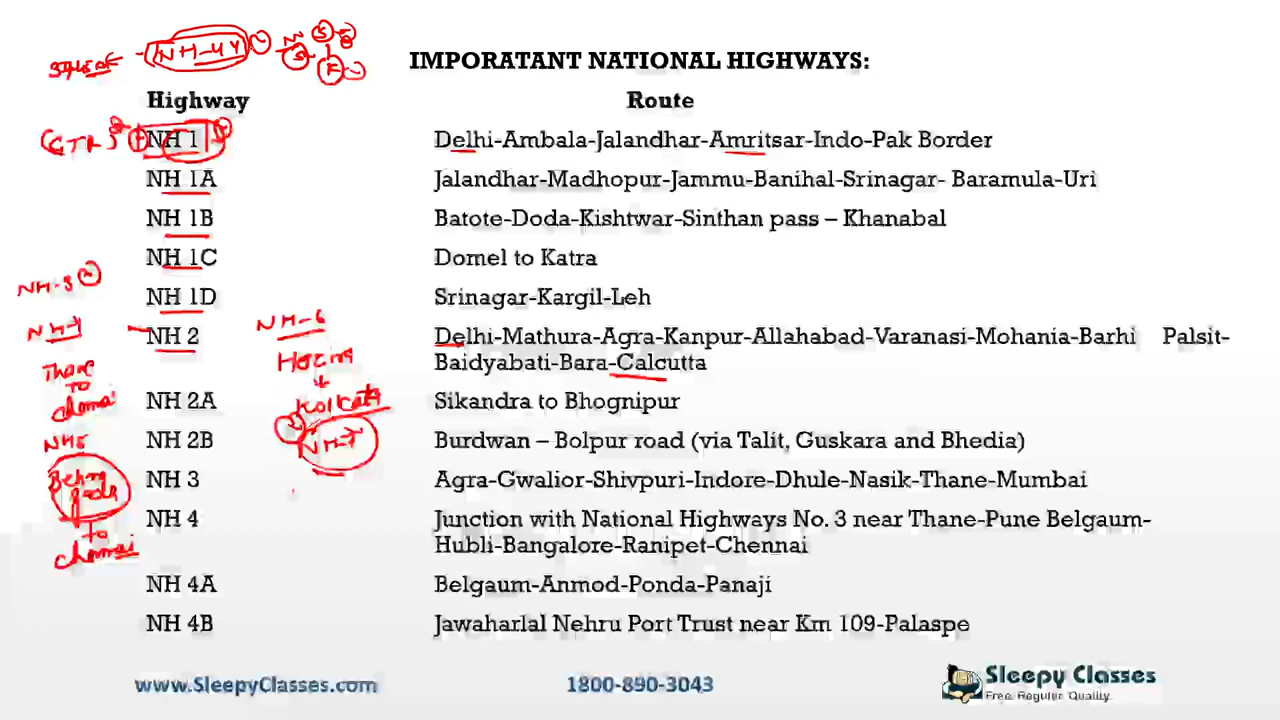 NH-44
IMPORATANT NATIONAL HIGHWAYS:
Highway Route
(GTR) NH 1 Delhi-Ambala-Jalandhar-Amritsar-Indo-Pak Border
NH 1A Jalandhar-Madhopur-Jammu-Banihal-Srinagar- Baramula-Uri
NH 1B Batote-Doda-Kishtwar-Sinthan pass – Khanabal
NH 1C Domel to Katra
NH-3
NH 1D Srinagar-Kargil-Leh
NH-4
NH-6
NH 2 Delhi-Mathura-Agra-Kanpur-Allahabad-Varanasi-Mohania-Barhi Palsit-
Baidyabati-Bara-Calcutta
Thane
to
Hazira
Kolkata
NH 2A Sikandra to Bhognipur
NH5
NH-7
NH 2B Burdwan – Bolpur road (via Talit, Guskara and Bhedia)
NH 3 Agra-Gwalior-Shivpuri-Indore-Dhule-Nasik-Thane-Mumbai
NH 4 Junction with National Highways No. 3 near Thane-Pune Belgaum-
Hubli-Bangalore-Ranipet-Chennai
to
NH 4A Belgaum-Anmod-Ponda-Panaji
NH 4B Jawaharlal Nehru Port Trust near Km 109-Palaspe
www.SleepyClasses.com 1800-890-3043 Sleepy Classes
Free. Regular. Quality.